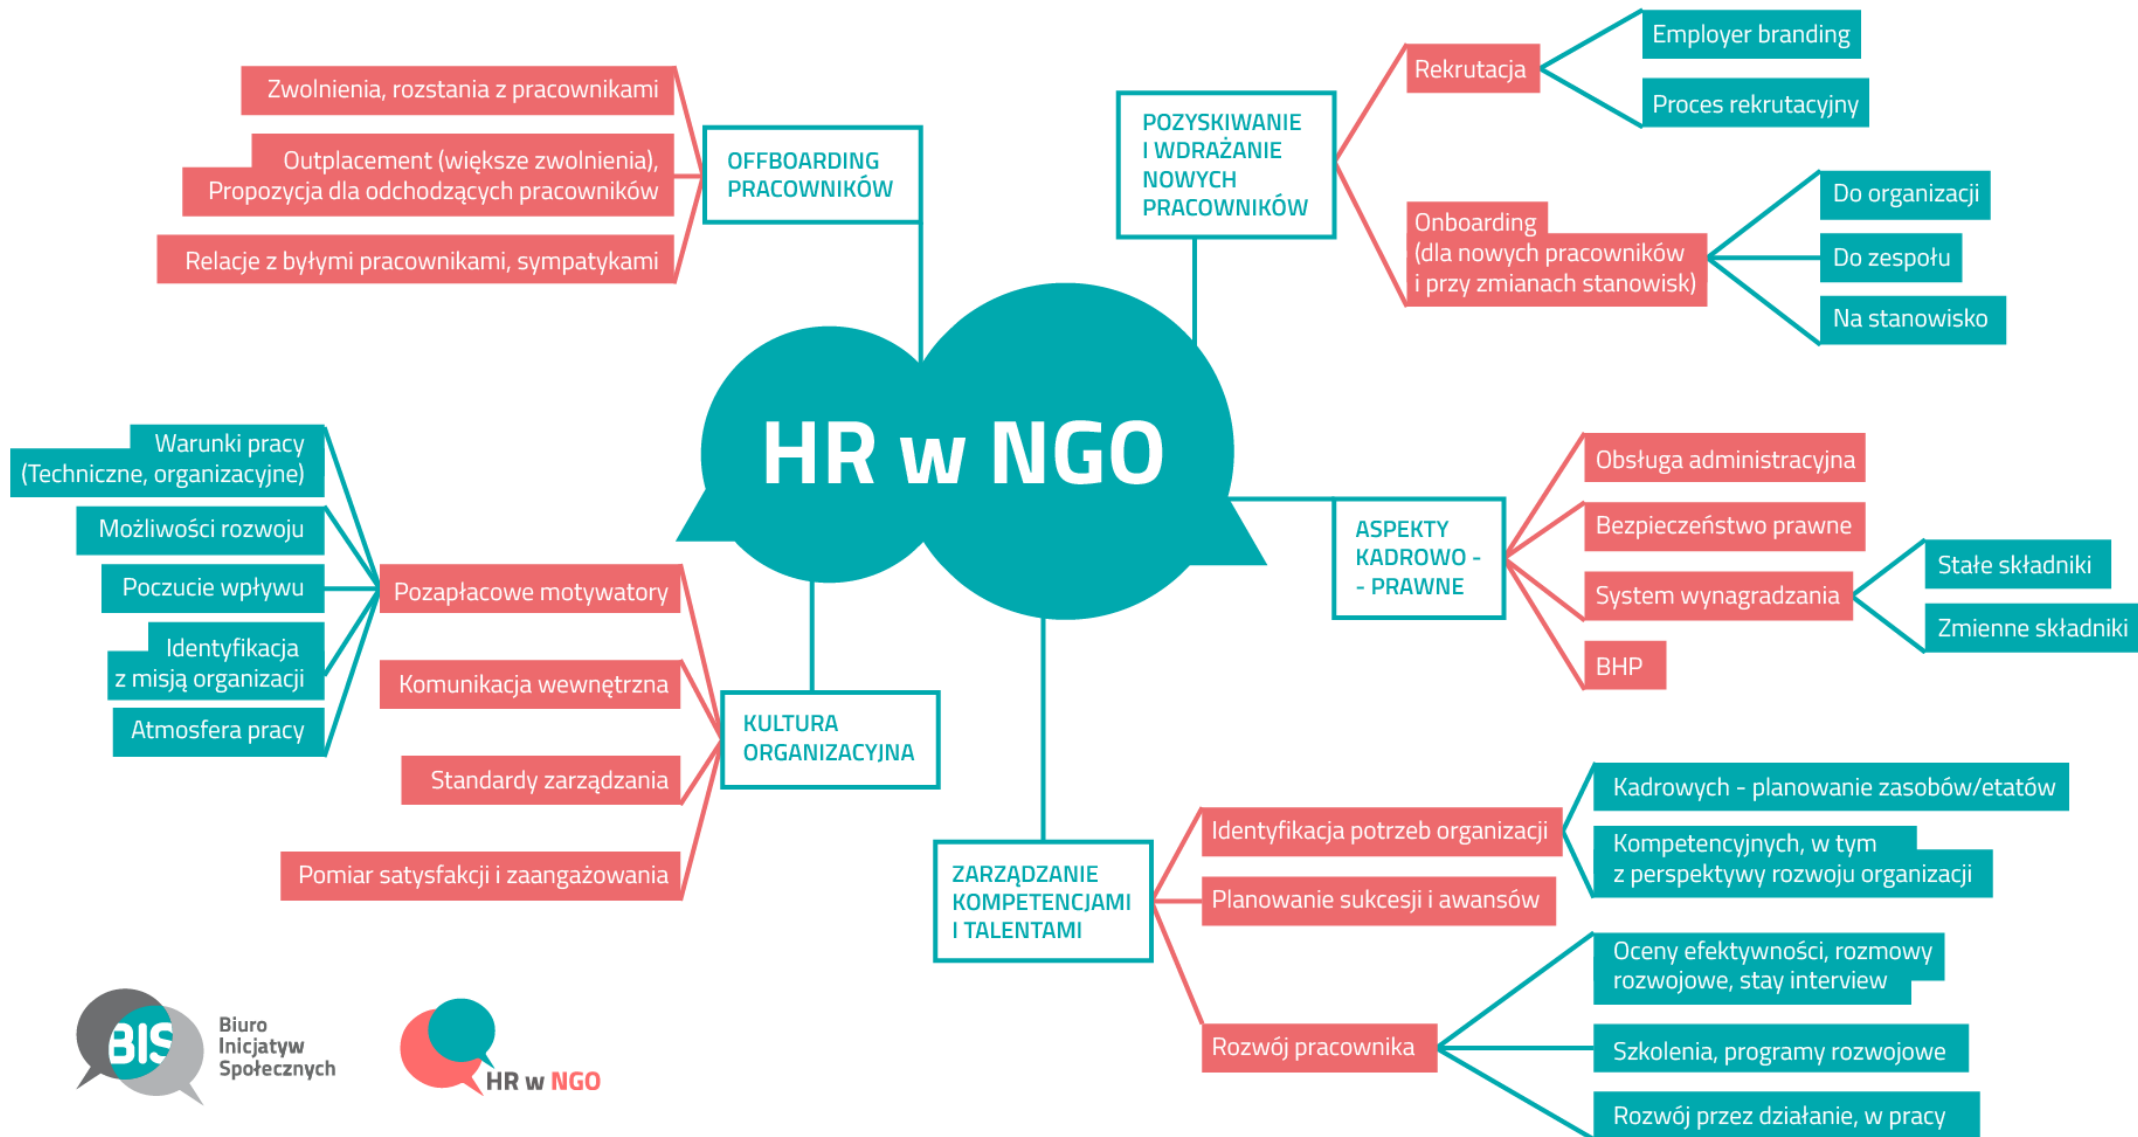 HR w NGO
OFFBOARDING
PRACOWNIKÓW
Zwolnienia, rozstania z pracownikami
Outplacement (większe zwolnienia),
Propozycja dla odchodzących pracowników
Relacje z byłymi pracownikami, sympatykami
POZYSKIWANIE
I WDRAŻANIE
NOWYCH
PRACOWNIKÓW
Rekrutacja
Employer branding
Proces rekrutacyjny
Onboarding
(dla nowych pracowników
i przy zmianach stanowisk)
Do organizacji
Do zespołu
Na stanowisko
ASPEKTY
KADROWO -
- PRAWNE
Obsługa administracyjna
Bezpieczeństwo prawne
System wynagradzania
Stałe składniki
Zmienne składniki
BHP
KULTURA
ORGANIZACYJNA
Pozapłacowe motywatory
Warunki pracy
(Techniczne, organizacyjne)
Możliwości rozwoju
Poczucie wpływu
Identyfikacja
z misją organizacji
Atmosfera pracy
Komunikacja wewnętrzna
Standardy zarządzania
Pomiar satysfakcji i zaangażowania
ZARZĄDZANIE
KOMPETENCJAMI
I TALENTAMI
Identyfikacja potrzeb organizacji
Kadrowych - planowanie zasobów/etatów
Kompetencyjnych, w tym
z perspektywy rozwoju organizacji
Planowanie sukcesji i awansów
Rozwój pracownika
Oceny efektywności, rozmowy
rozwojowe, stay interview
Szkolenia, programy rozwojowe
Rozwój przez działanie, w pracy
BIS
Biuro
Inicjatyw
Społecznych
HR w NGO